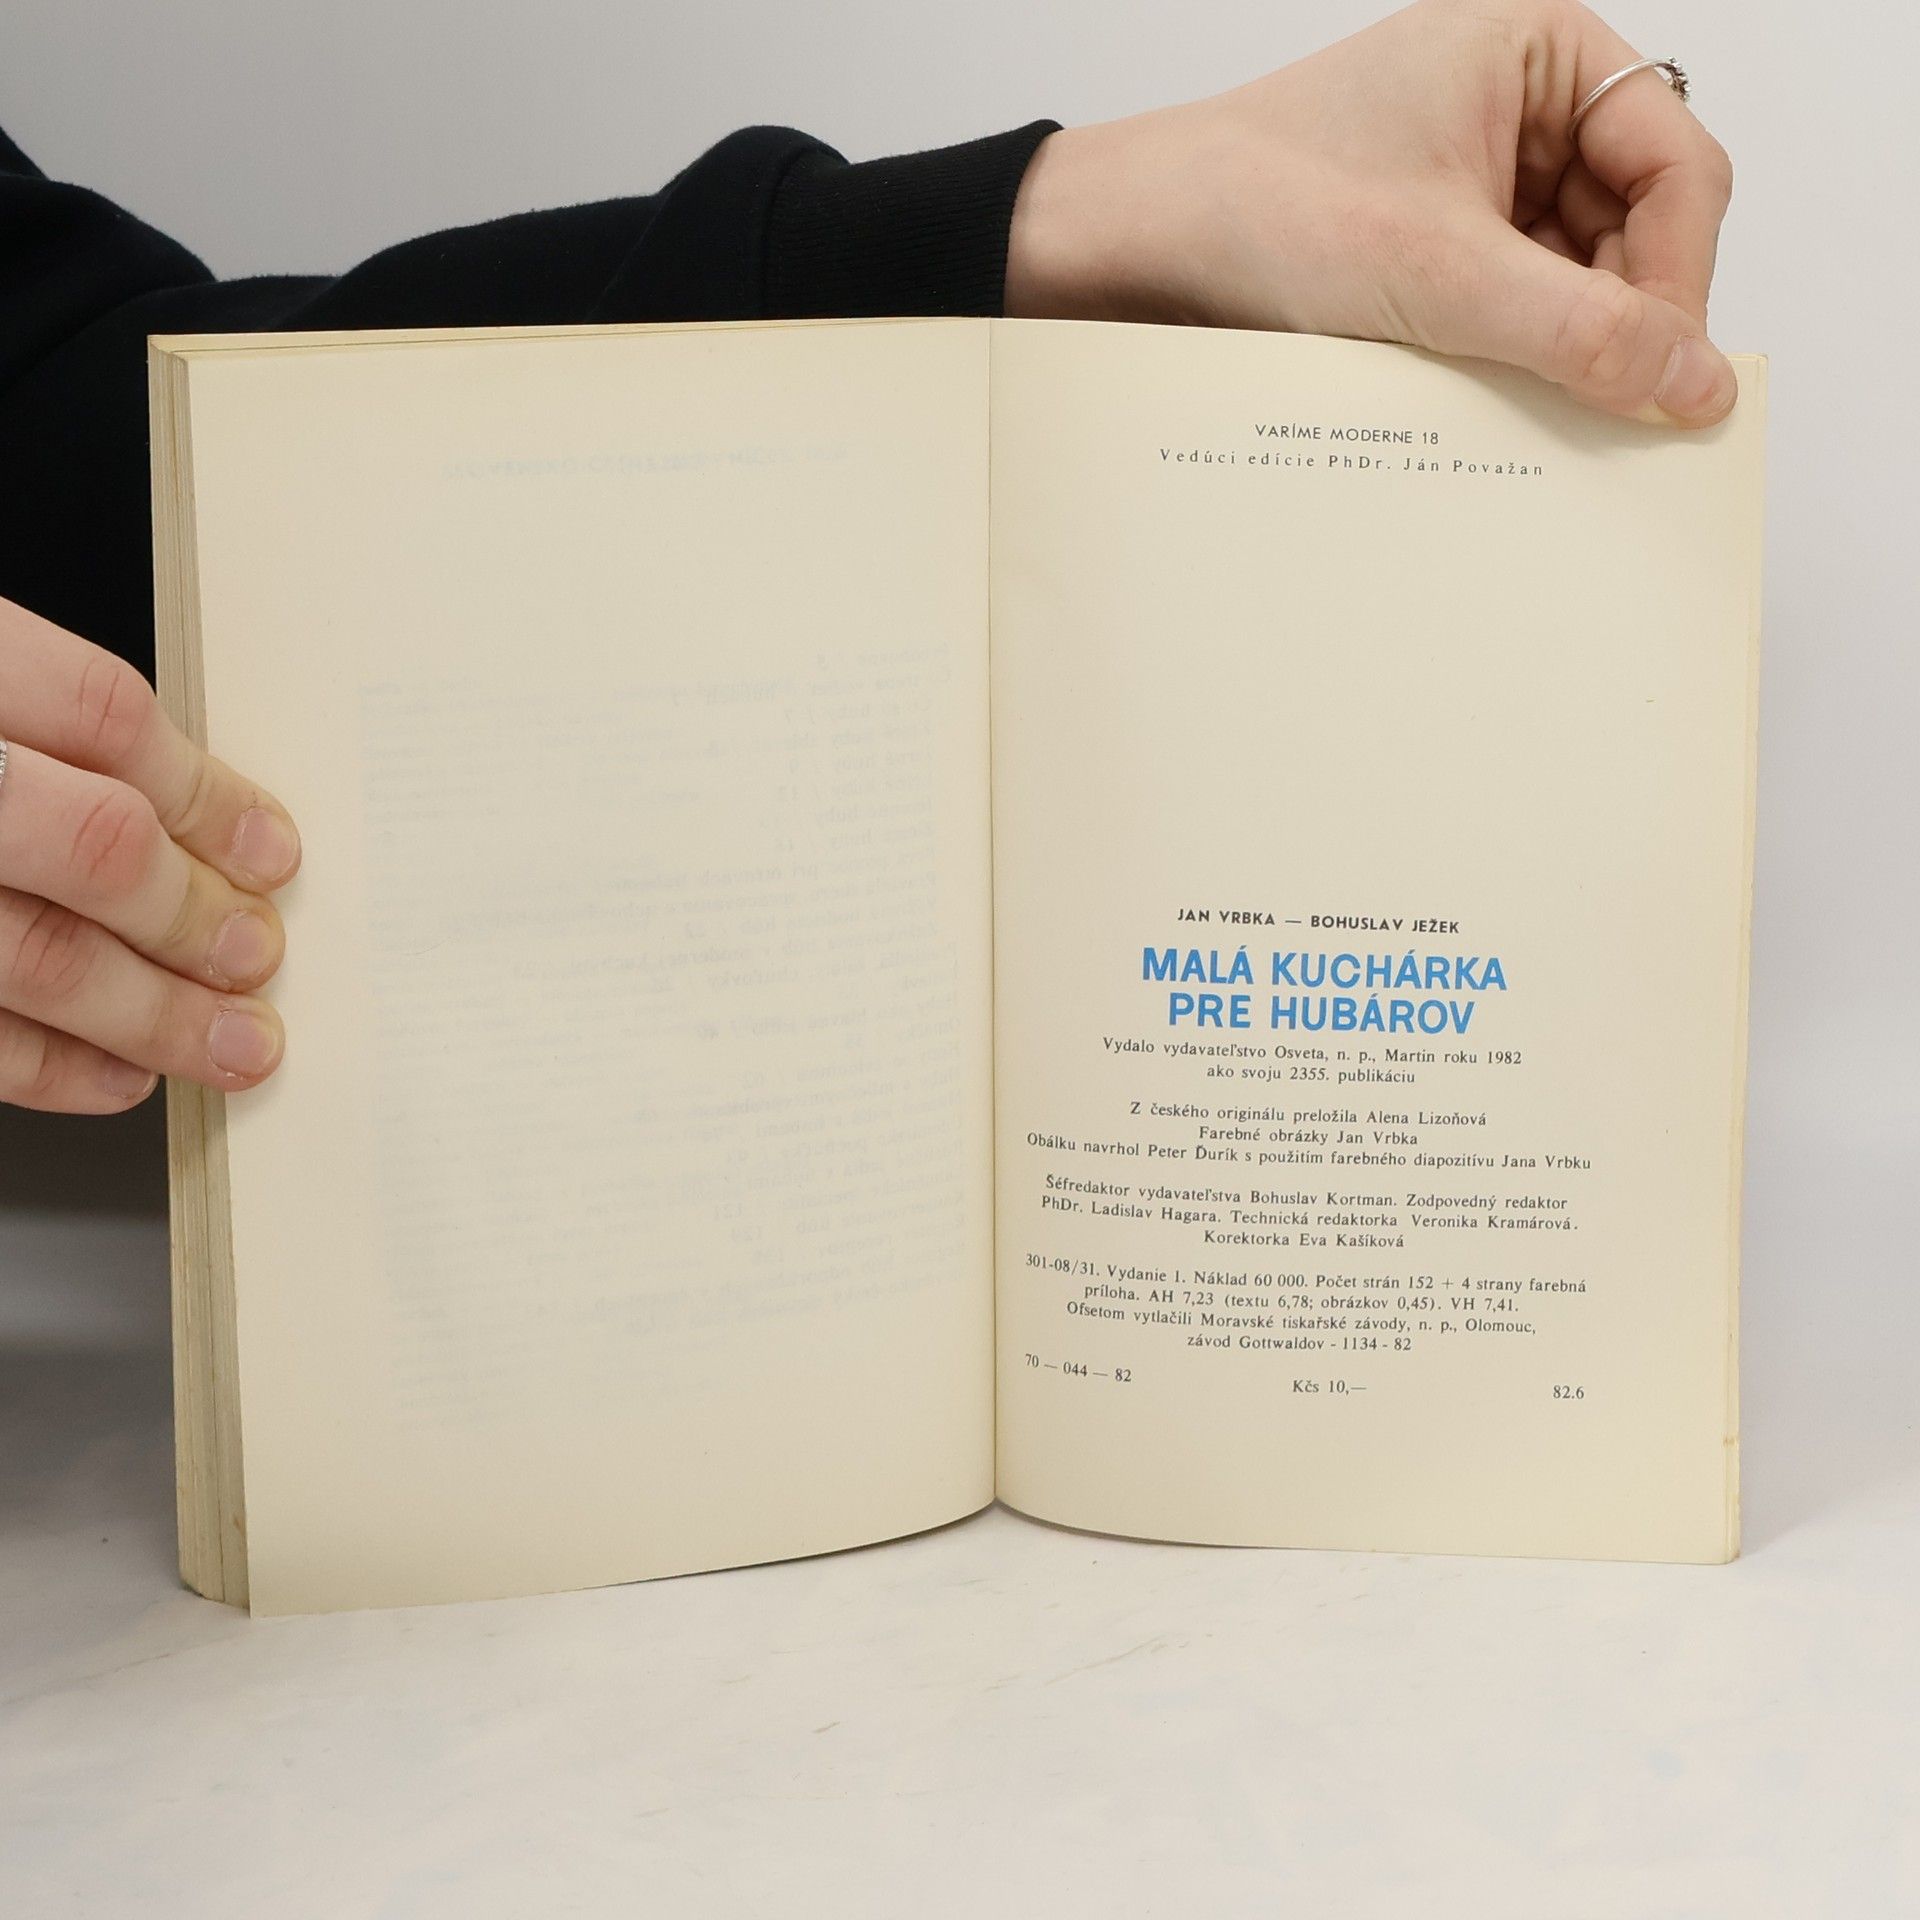 VARÍME MODERNE 18
Vedúci edície PhDr. Ján Považan
JAN VRBKA — BOHUSLAV JEŽEK
MALÁ KUCHÁRKA
PRE HUBÁROV
Vydalo vydavateľstvo Osveta, n. p., Martin roku 1982
ako svoju 2355. publikáciu
Z českého originálu preložila Alena Lizoňová
Farebné obrázky Jan Vrbka
Obálku navrhol Peter Ďurík s použitím farebného diapozitívu Jana Vrbku
Šéfredaktor vydavateľstva Bohuslav Kortman. Zodpovedný redaktor
PhDr. Ladislav Hagara. Technická redaktorka Veronika Kramárová.
Korektorka Eva Kašíková
301-08/31. Vydanie 1. Náklad 60 000. Počet strán 152 + 4 strany farebná
príloha. AH 7,23 (textu 6,78; obrázkov 0,45). VH 7,41.
Ofsetom vytlačili Moravské tiskařské závody, n. p., Olomouc,
závod Gottwaldov - 1134 - 82
70 — 044 — 82 Kčs 10,— 82.6